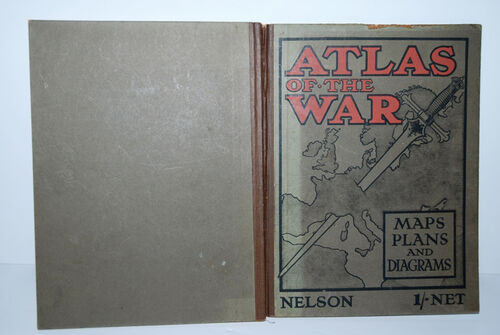 ATLAS
OF·THE
WAR
MAPS
PLANS
AND
DIAGRAMS
NELSON 1/-NET